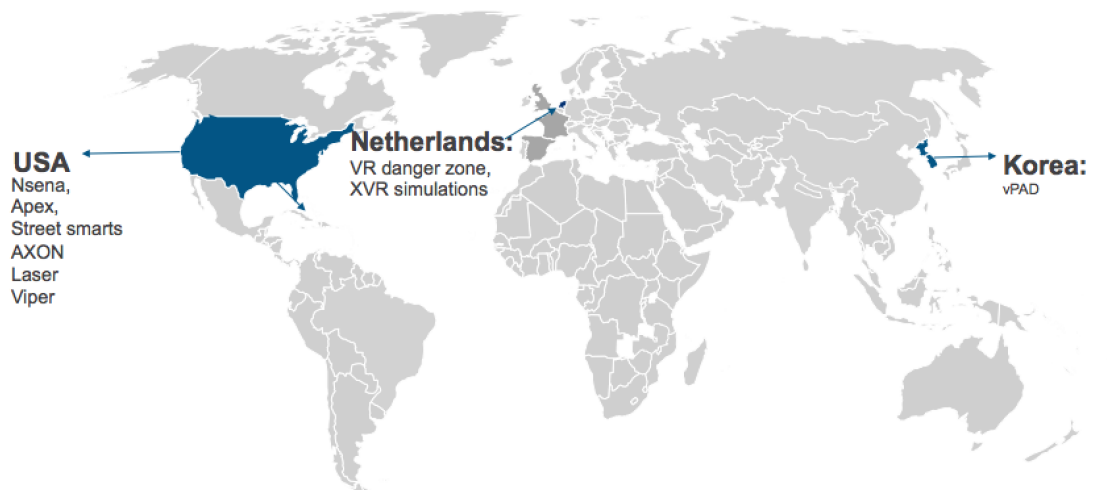 USA
Nsena,
Apex,
Street smarts
AXON
Laser
Viper
Netherlands:
VR danger zone,
XVR simulations
Korea:
vPAD